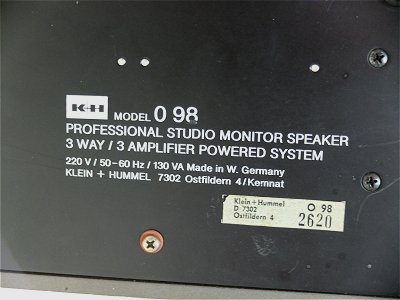 K+H
MODEL O 98
PROFESSIONAL STUDIO MONITOR SPEAKER
3 WAY / 3 AMPLIFIER POWERED SYSTEM
220 V / 50-60 Hz / 130 VA Made in W. Germany
KLEIN + HUMMEL 7302 Ostfildern 4/Kemnat
Klein + Hummel O 98
D 7302
Ostfildern 4 2620